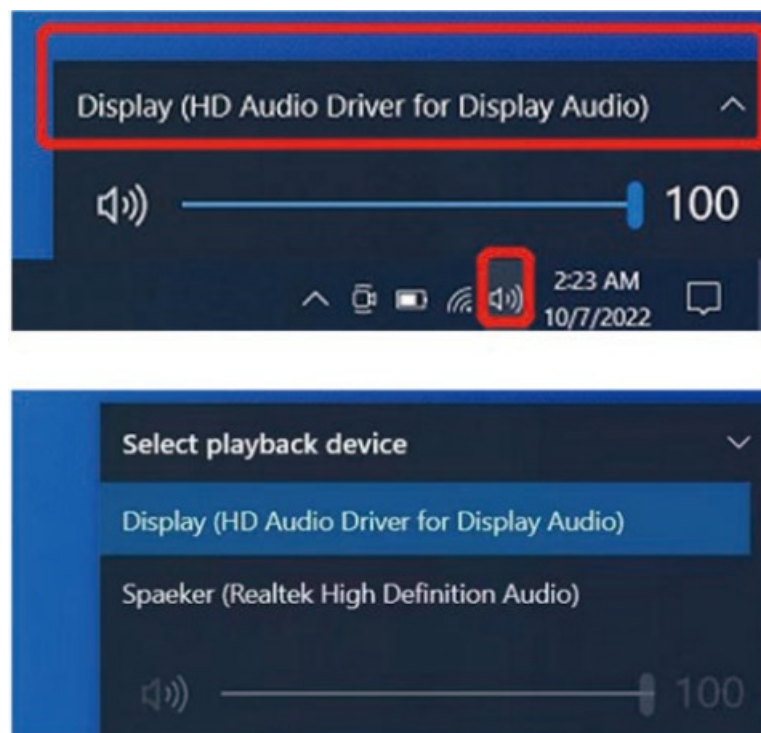 Display (HD Audio Driver for Display Audio)
100
2:23 AM
10/7/2022
Select playback device
Display (HD Audio Driver for Display Audio)
Spaeker (Realtek High Definition Audio)
100